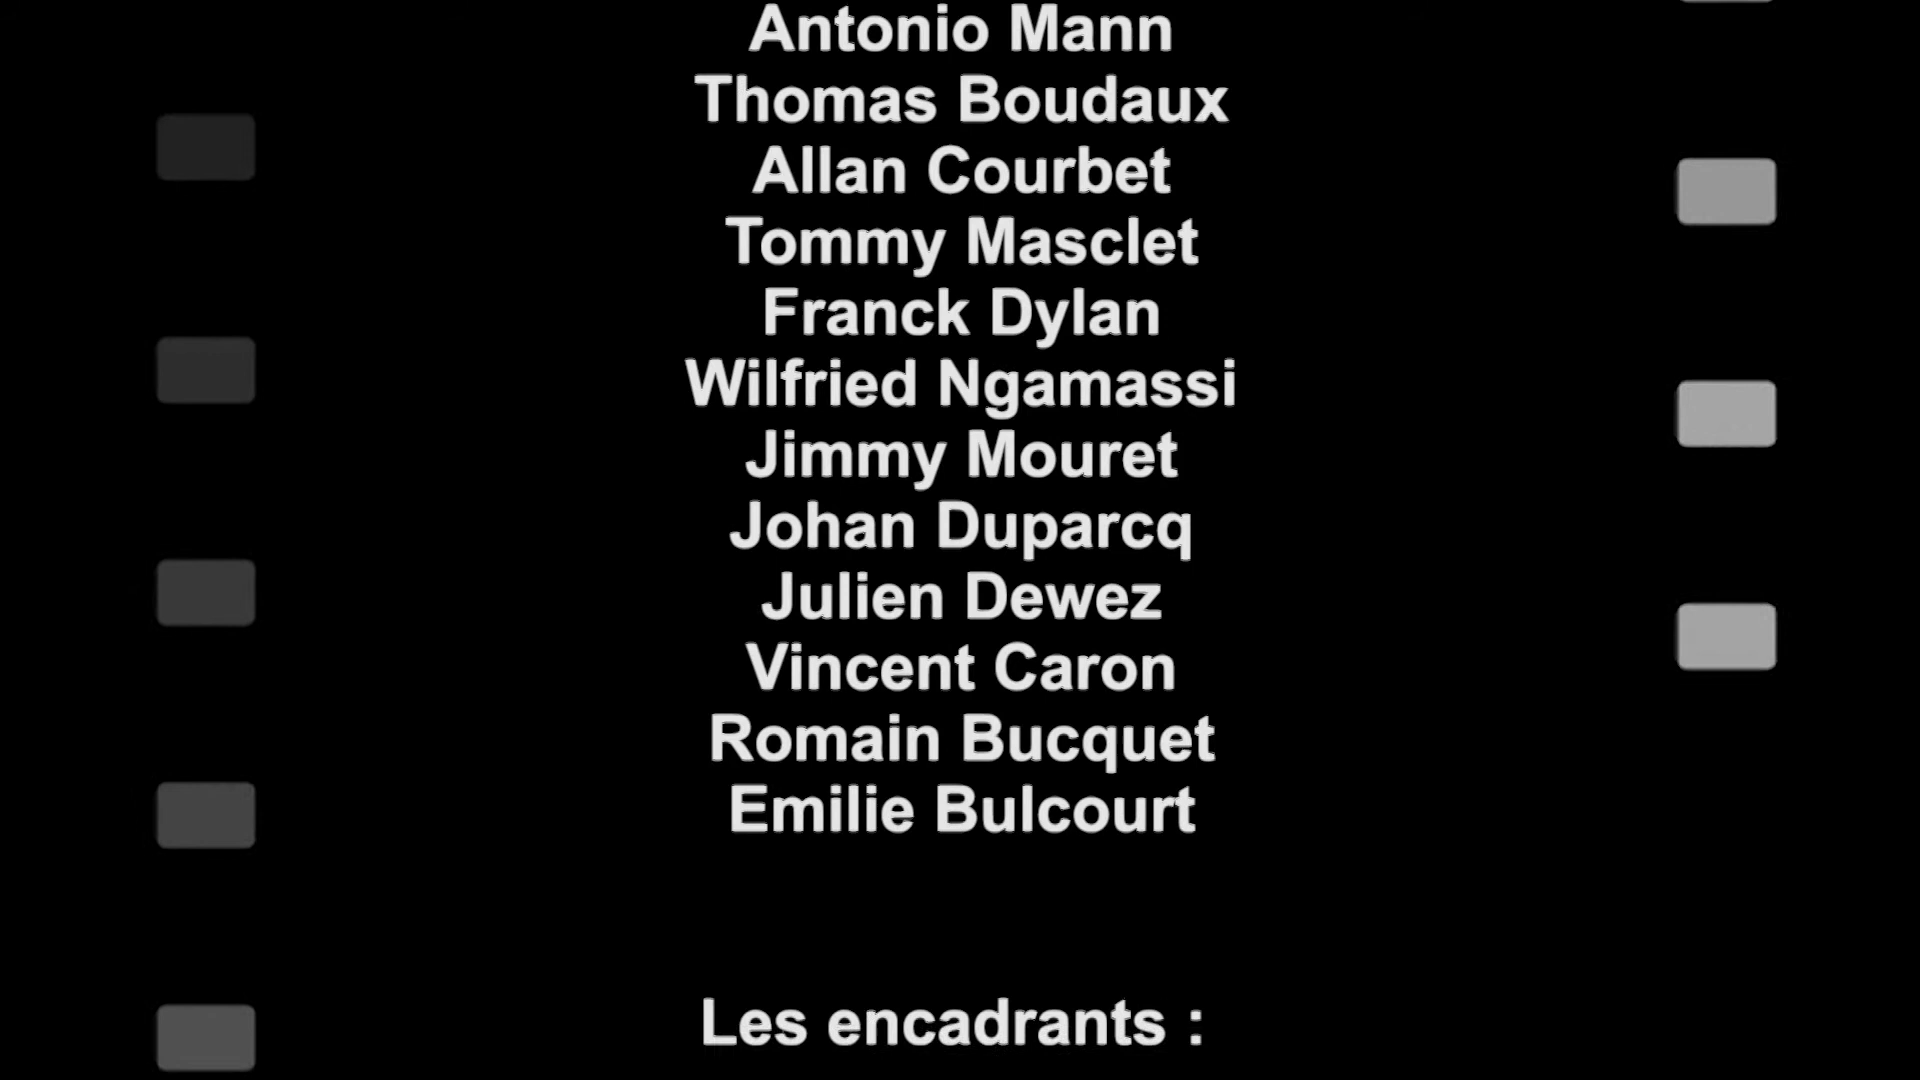 Antonio Mann
Thomas Boudaux
Allan Courbet
Tommy Masclet
Franck Dylan
Wilfried Ngamassi
Jimmy Mouret
Johan Duparcq
Julien Dewez
Vincent Caron
Romain Bucquet
Emilie Bulcourt
Les encadrants :